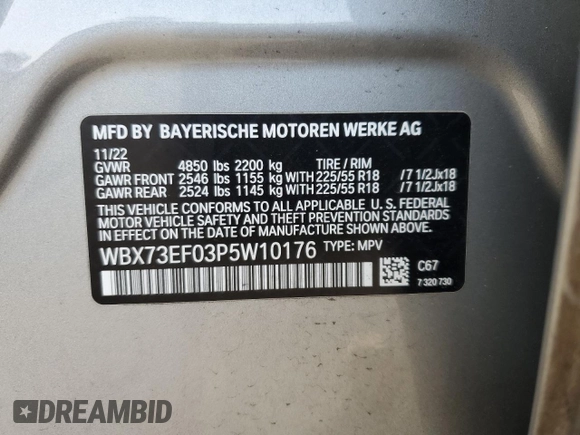 MFD BY BAYERISCHE MOTOREN WERKE AG
11/22
GVWR 4850 lbs 2200 kg TIRE / RIM
GAWR FRONT 2546 lbs 1155 kg WITH 225/55 R18 /7 1/2Jx18
GAWR REAR 2524 lbs 1145 kg WITH 225/55 R18 /7 1/2Jx18
THIS VEHICLE CONFORMS TO ALL APPLICABLE U. S. FEDERAL
MOTOR VEHICLE SAFETY AND THEFT PREVENTION STANDARDS
IN EFFECT ON THE DATE OF MANUFACTURE SHOWN ABOVE.
WBX73EF03P5W10176 TYPE: MPV
C67
7 320 730
DREAMBID